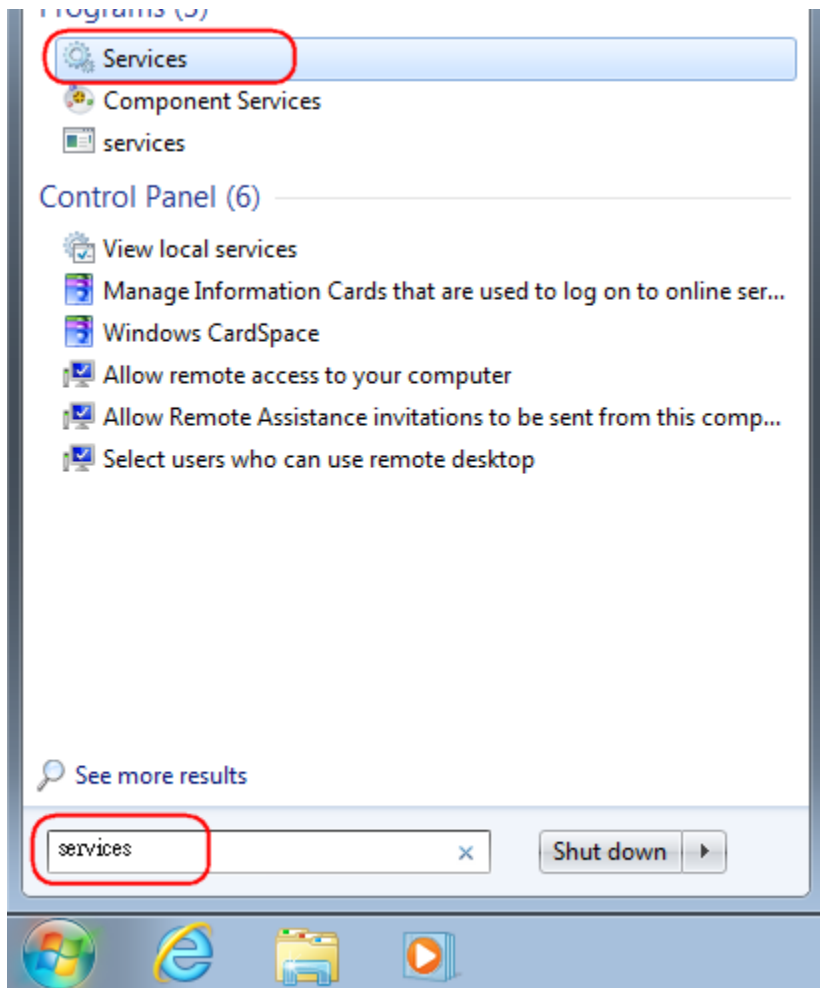 Programs (3)
Services
Component Services
services
Control Panel (6)
View local services
Manage Information Cards that are used to log on to online ser...
Windows CardSpace
Allow remote access to your computer
Allow Remote Assistance invitations to be sent from this comp...
Select users who can use remote desktop
See more results
services
Shut down